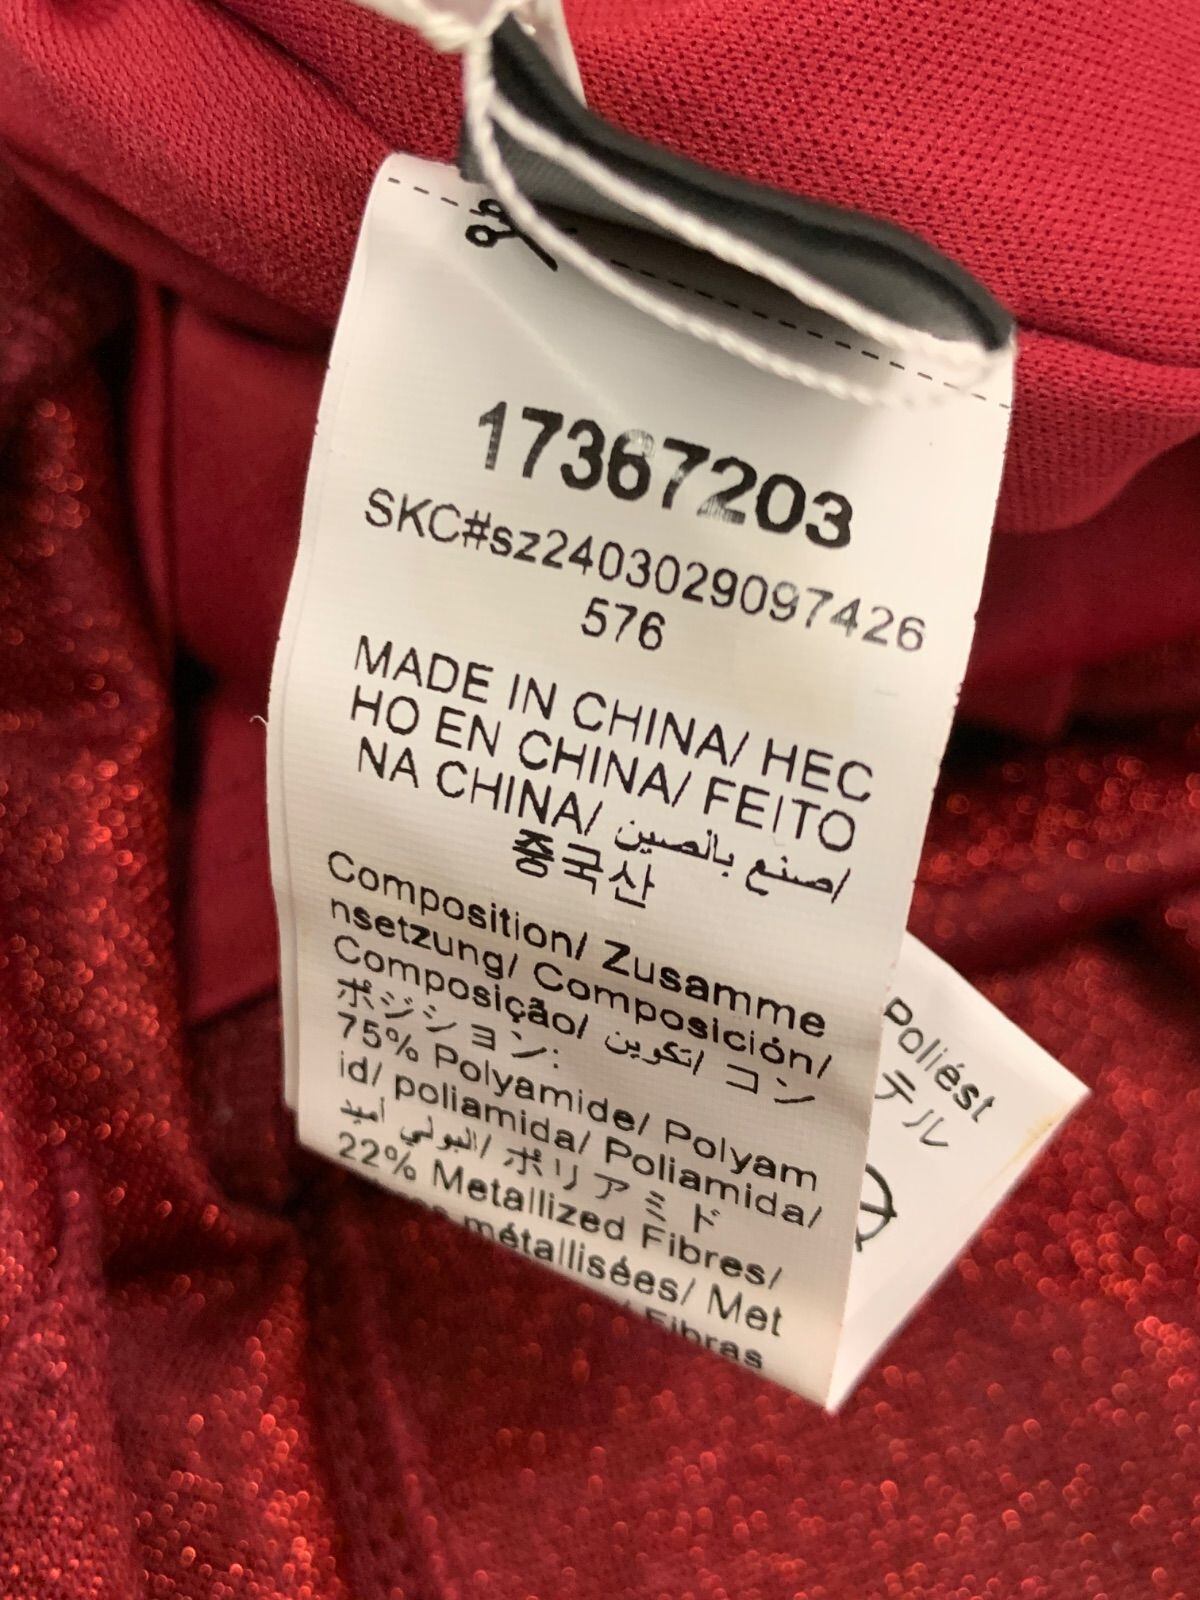 17367203
SKC#sz2403029097426
576
MADE IN CHINA/ HEC
HO EN CHINA/ FEITO
NA CHINA/ صنع بالصين/
중국산
Composition/ Zusamme
nsetzung/ Composición/
Composição/ تكوين/ コン
ポジション:
75% Polyamide/ Polyam
id/ poliamida/ Poliamida/
البولي أميد/ ポリアミド
22% Metallized Fibres/
métallisées/ Met
Fibras
Poliést
テル